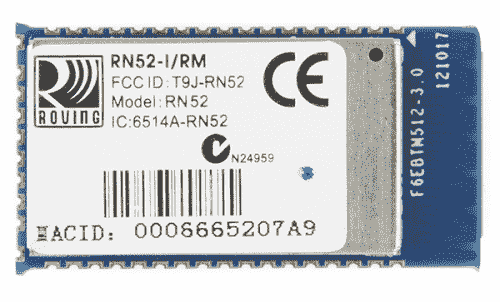 ROVING
RN52-I/RM
FCC ID: T9J-RN52
Model: RN52
IC:6514A-RN52
CE
N24959
MACID: 0008665207A9
F6EBTM512-3.0
121017